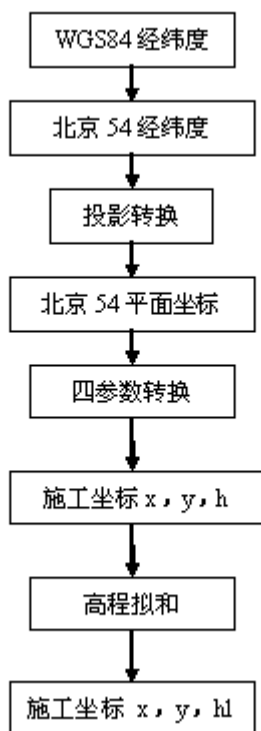 WGS84 经纬度
北京 54 经纬度
投影转换
北京 54 平面坐标
四参数转换
施工坐标 x，y，h
高程拟和
施工坐标 x，y，hl